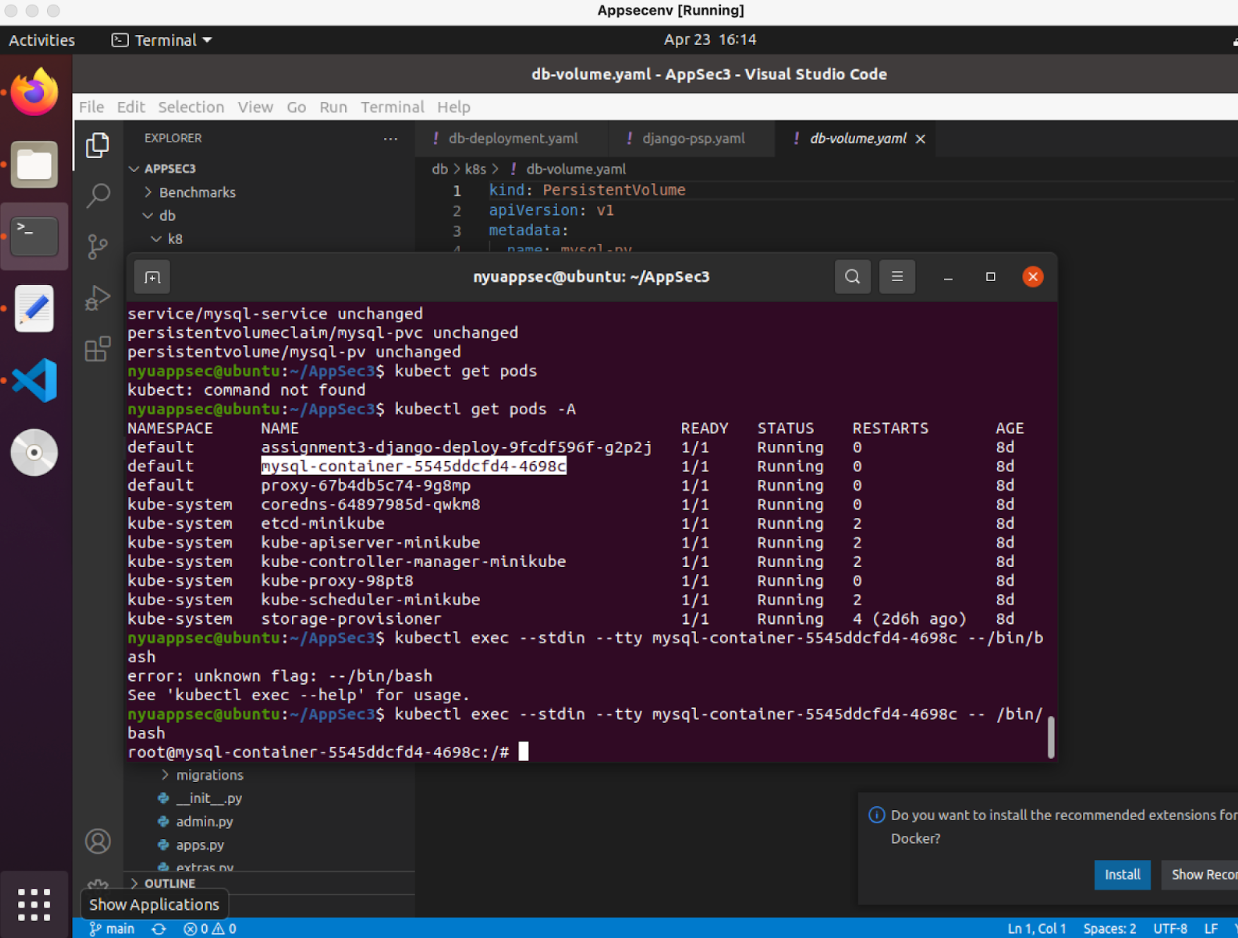 Appsecenv [Running]
Activities
Terminal
Apr 23 16:14
db-volume.yaml - AppSec3 - Visual Studio Code
File Edit Selection View Go Run Terminal Help
EXPLORER
···
! db-deployment.yaml
! django-psp.yaml
! db-volume.yaml
APPSEC3
Benchmarks
db
k8
db > k8s > ! db-volume.yaml
1 kind: PersistentVolume
2 apiVersion: v1
3 metadata:
4 name: mysql-pv
nyuappsec@ubuntu: ~/AppSec3
service/mysql-service unchanged
persistentvolumeclaim/mysql-pvc unchanged
persistentvolume/mysql-pv unchanged
nyuappsec@ubuntu:~/AppSec3$ kubect get pods
kubect: command not found
nyuappsec@ubuntu:~/AppSec3$ kubectl get pods -A
NAMESPACE NAME READY STATUS RESTARTS AGE
default assignment3-django-deploy-9fcdf596f-g2p2j 1/1 Running 0 8d
default mysql-container-5545ddcfd4-4698c 1/1 Running 0 8d
default proxy-67b4db5c74-9g8mp 1/1 Running 0 8d
kube-system coredns-64897985d-qwkm8 1/1 Running 0 8d
kube-system etcd-minikube 1/1 Running 2 8d
kube-system kube-apiserver-minikube 1/1 Running 2 8d
kube-system kube-controller-manager-minikube 1/1 Running 2 8d
kube-system kube-proxy-98pt8 1/1 Running 0 8d
kube-system kube-scheduler-minikube 1/1 Running 2 8d
kube-system storage-provisioner 1/1 Running 4 (2d6h ago) 8d
nyuappsec@ubuntu:~/AppSec3$ kubectl exec --stdin --tty mysql-container-5545ddcfd4-4698c --/bin/b
ash
error: unknown flag: --/bin/bash
See 'kubectl exec --help' for usage.
nyuappsec@ubuntu:~/AppSec3$ kubectl exec --stdin --tty mysql-container-5545ddcfd4-4698c -- /bin/
bash
root@mysql-container-5545ddcfd4-4698c:/#
migrations
__init__.py
admin.py
apps.py
extras.py
OUTLINE
Show Applications
Do you want to install the recommended extensions for
Docker?
Install
Show Recor
main
0 0
Ln 1, Col 1 Spaces: 2 UTF-8 LF